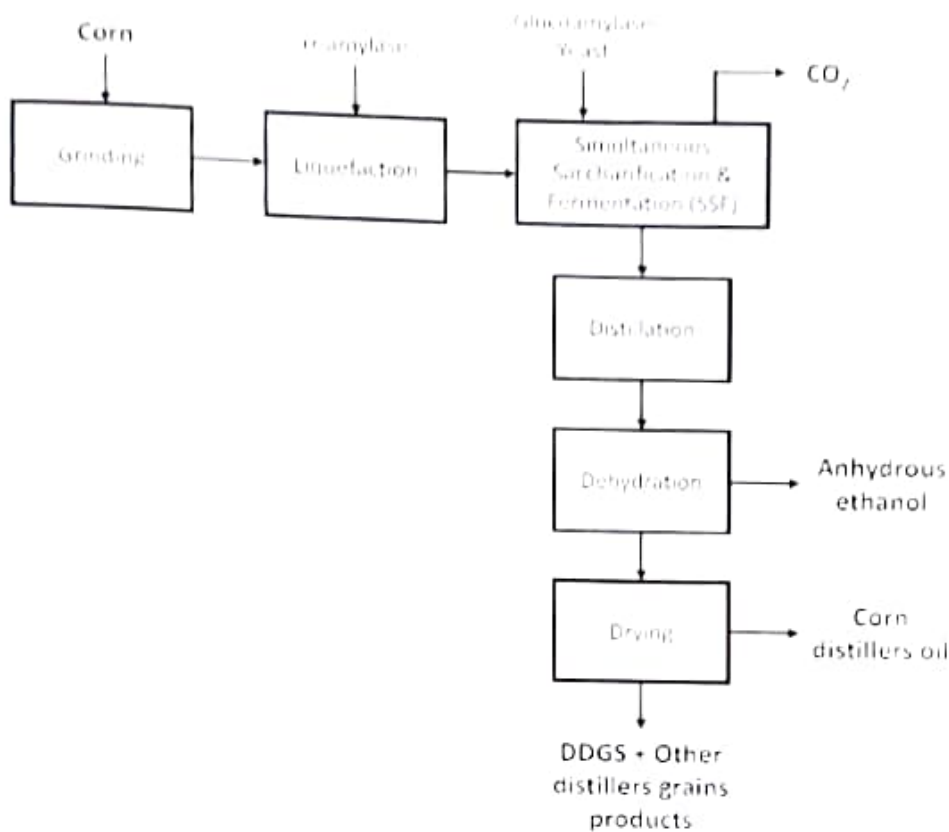 Corn
Yeast
CO₂
Grinding
Liquefaction
Simultaneous
Saccharification &
Fermentation (SSF)
Distillation
Dehydration
Anhydrous
ethanol
Drying
Corn
distillers oil
DDGS + Other
distillers grains
products